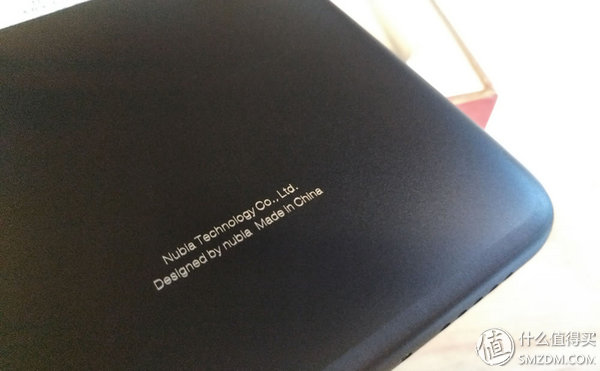 Nubia Technology Co., Ltd.
Designed by nubia Made in China
值 什么值得买
SMZDM.COM